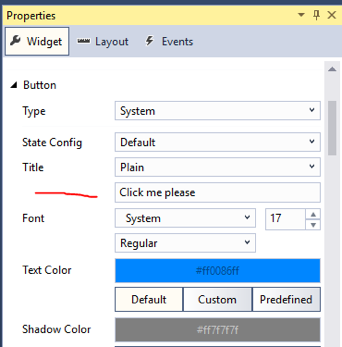 Properties
Widget Layout Events
Button
Type System
State Config Default
Title Plain
Click me please
Font System 17
Regular
Text Color #ff0086ff
Default Custom Predefined
Shadow Color #ff7f7f7f